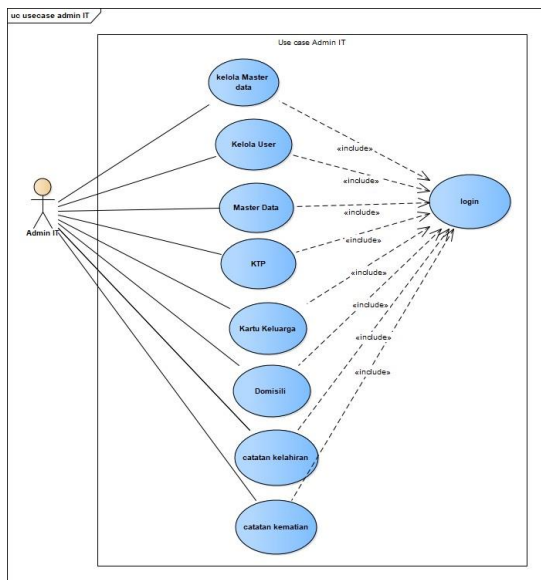 uc usecase admin IT
Use case Admin IT
kelola Master
data
«include»
Kelola User
«include»
Admin IT
Master Data
«include»
login
KTP
«include»
Kartu Keluarga
«include»
Domisili
«include»
catatan kelahiran
«include»
catatan kematian
«include»